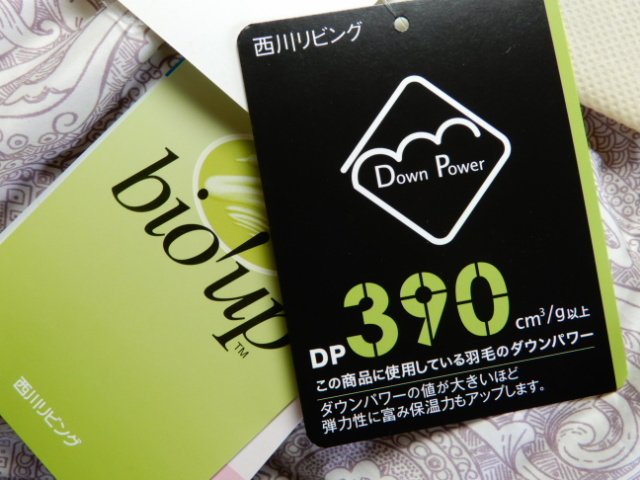 西川リビング
Down Power
DP390 cm³/g以上
この商品に使用している羽毛のダウンパワー
ダウンパワーの値が大きいほど
弾力性に富み保温力もアップします。
bio'up™
西川リビング